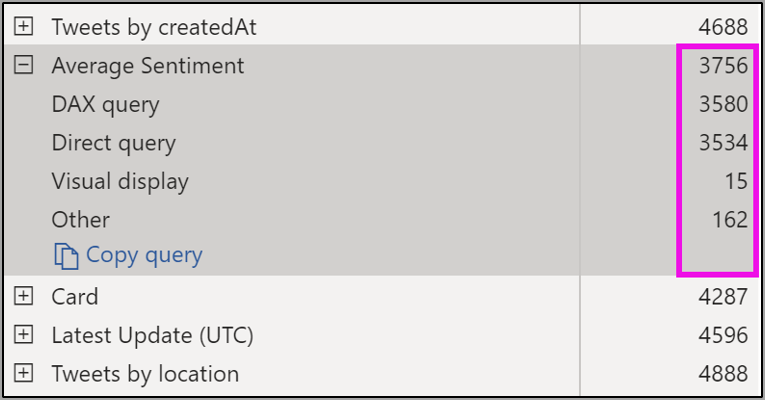 Tweets by createdAt 4688
Average Sentiment 3756
DAX query 3580
Direct query 3534
Visual display 15
Other 162
Copy query
Card 4287
Latest Update (UTC) 4596
Tweets by location 4888